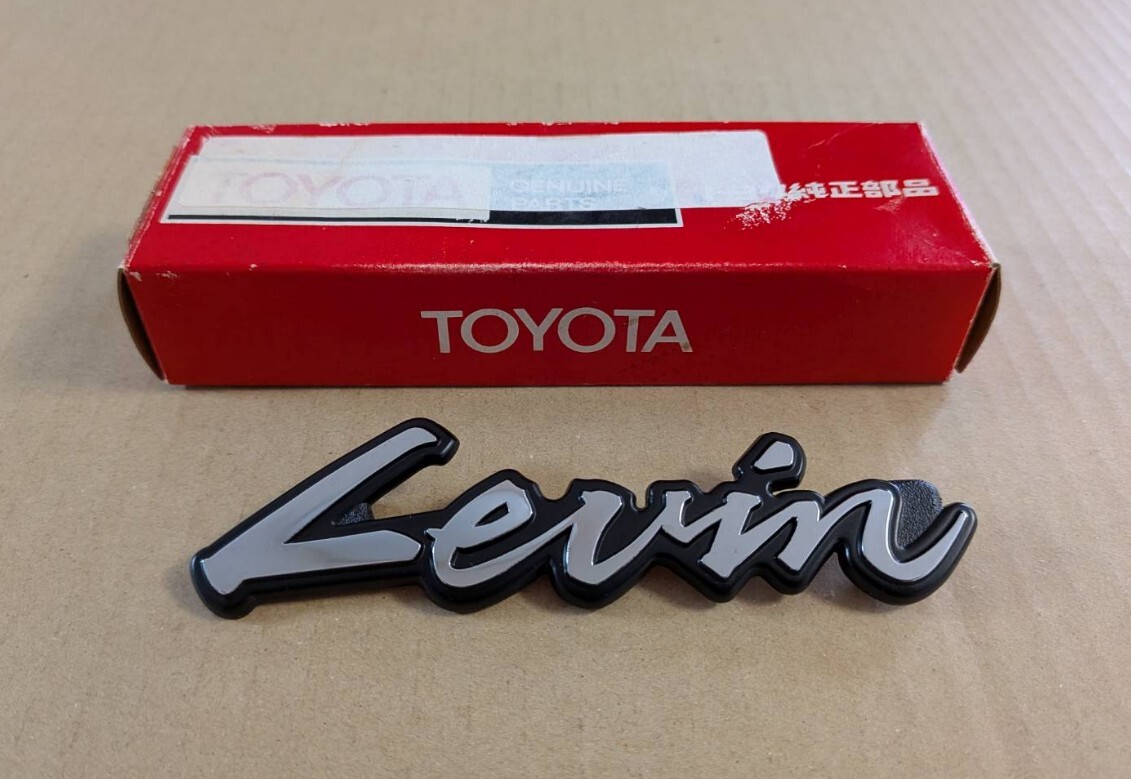 TOYOTA
GENUINE
PARTS
純正部品
TOYOTA
Levin